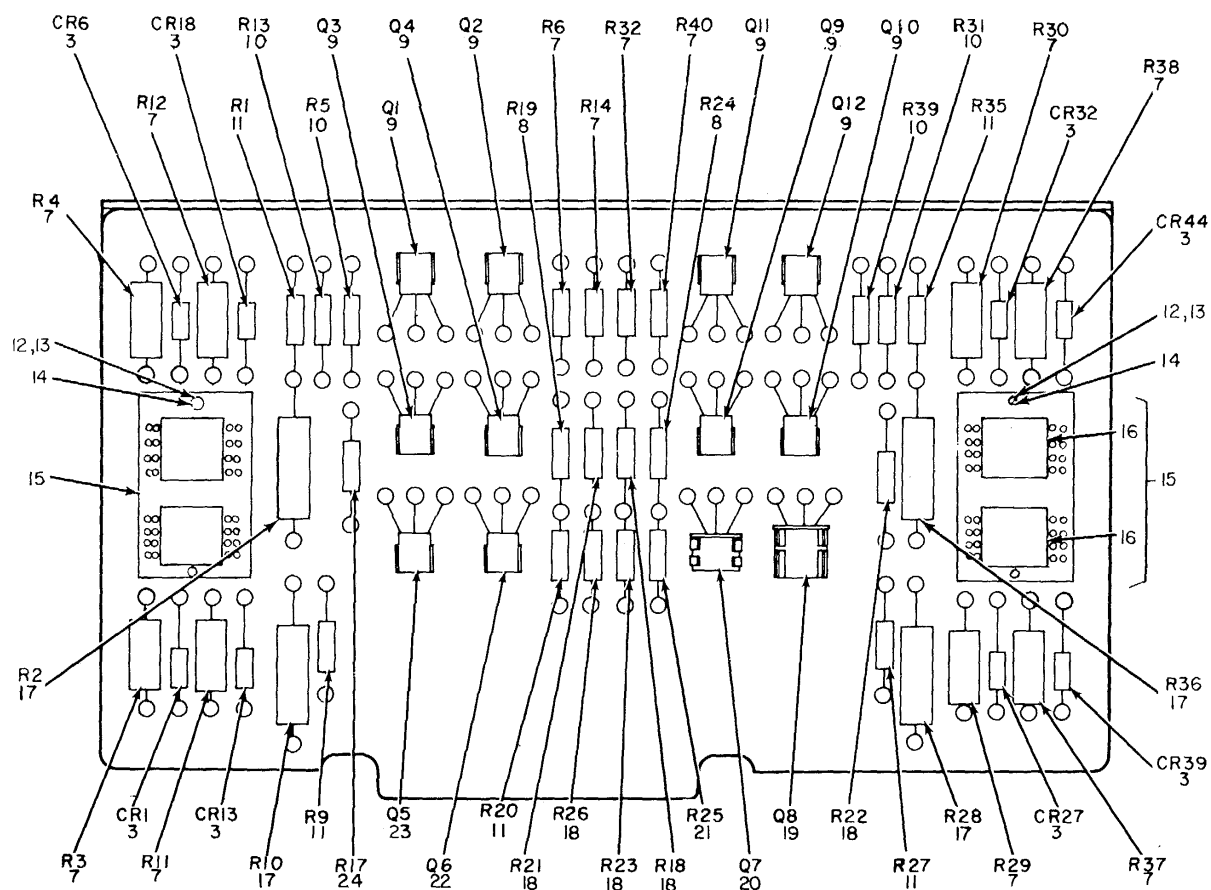 CR6 3
CR18 3
R13 10
Q3 9
Q4 9
Q2 9
R6 7
R32 7
R40 7
Q11 9
Q9 9
Q10 9
R31 10
R30 7
R38 7
R12 7
R1 11
R5 10
Q1 9
R19 8
R14 7
R24 8
Q12 9
R39 10
R35 11
CR32 3
R4 7
CR44 3
12,13
14
12,13
14
16
15
15
16
R2 17
R36 17
CR39 3
CR1 3
CR13 3
R9 11
Q5 23
R20 11
R26 18
R25 21
Q8 19
R22 18
R28 17
CR27 3
R3 7
R11 7
R10 17
R17 24
Q6 22
R21 18
R23 18
R18 18
Q7 20
R27 11
R29 7
R37 7